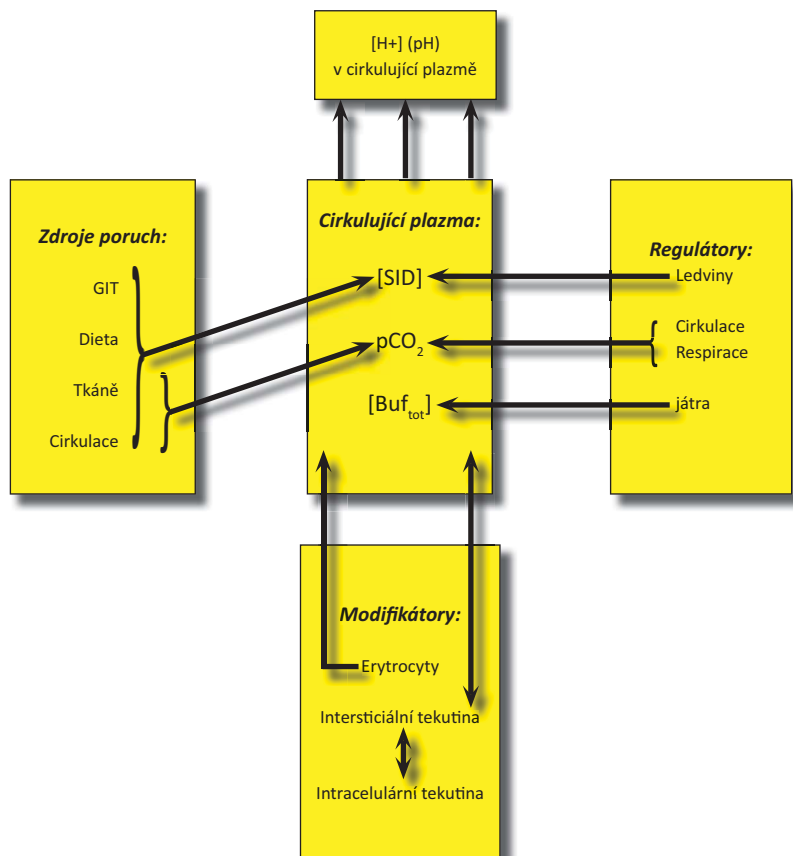 [H+] (pH)
v cirkulující plazmě
Zdroje poruch:
GIT
Dieta
Tkáně
Cirkulace
Cirkulující plazma:
[SID]
pCO₂
[Buf_tot]
Regulátory:
Ledviny
Cirkulace
Respirace
játra
Modifikátory:
Erytrocyty
Intersticiální tekutina
Intracelulární tekutina